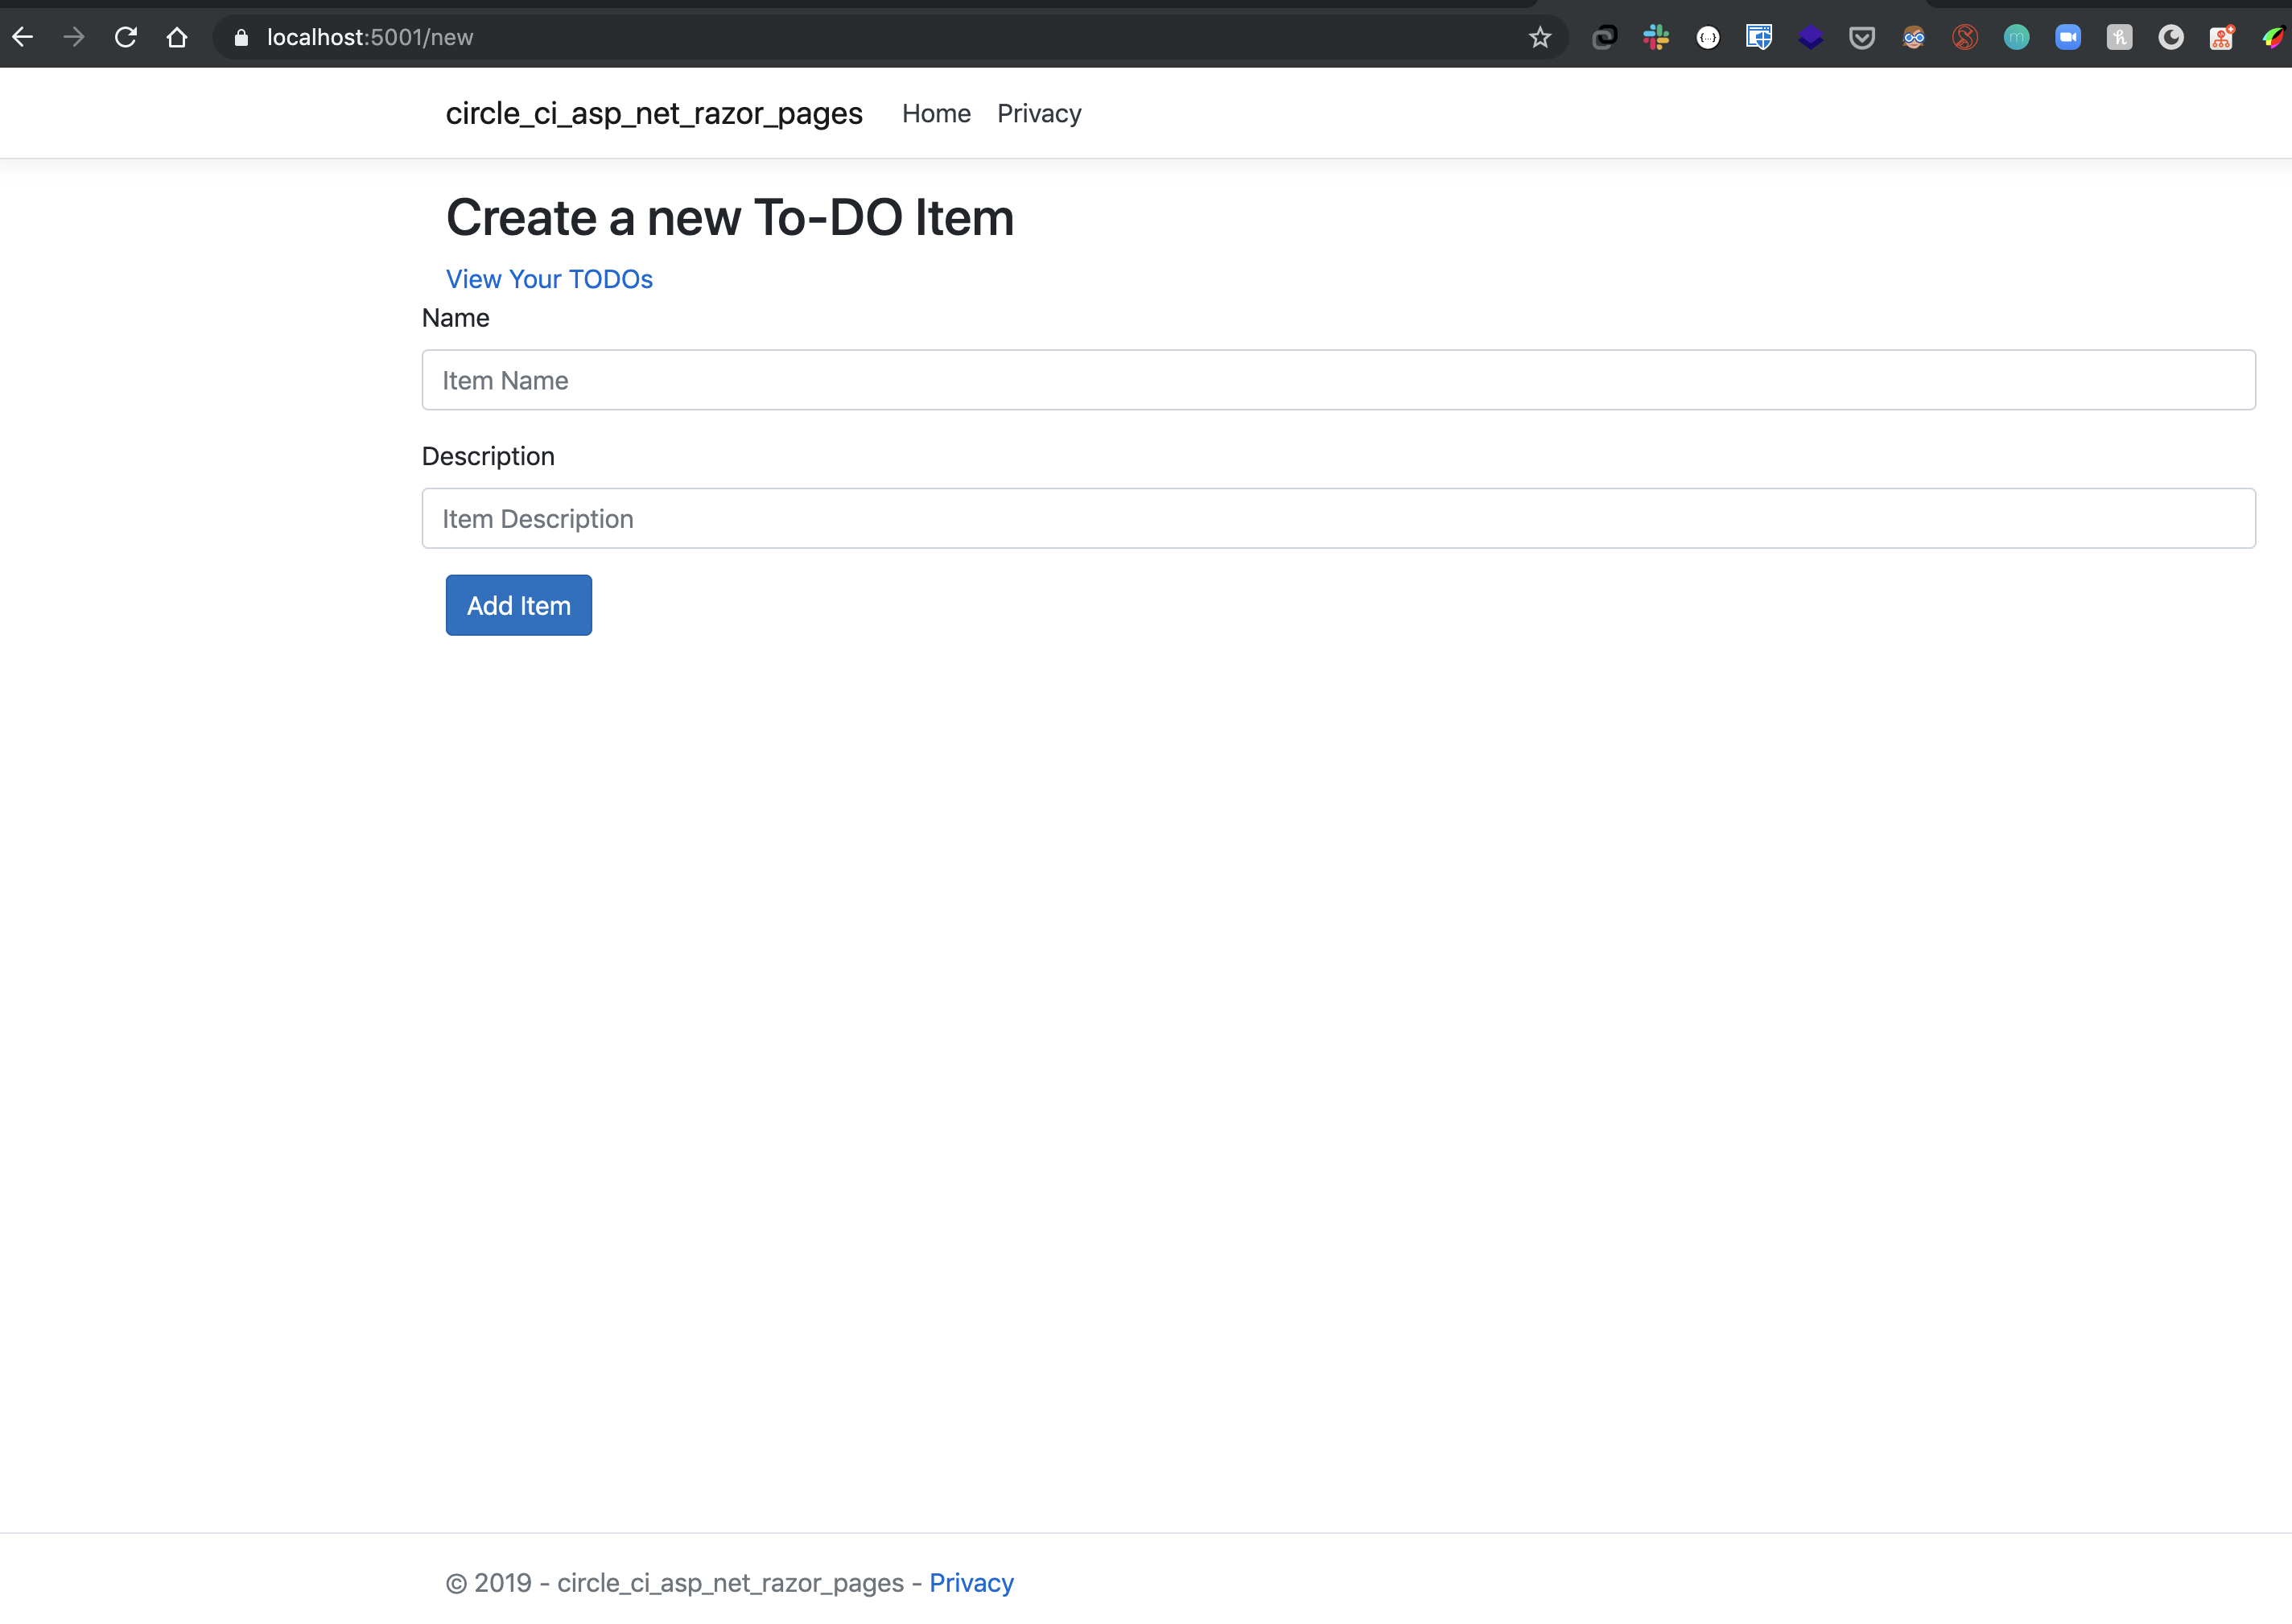 localhost:5001/new
circle_ci_asp_net_razor_pages Home Privacy
Create a new To-DO Item
View Your TODOs
Name
Item Name
Description
Item Description
Add Item
© 2019 - circle_ci_asp_net_razor_pages - Privacy